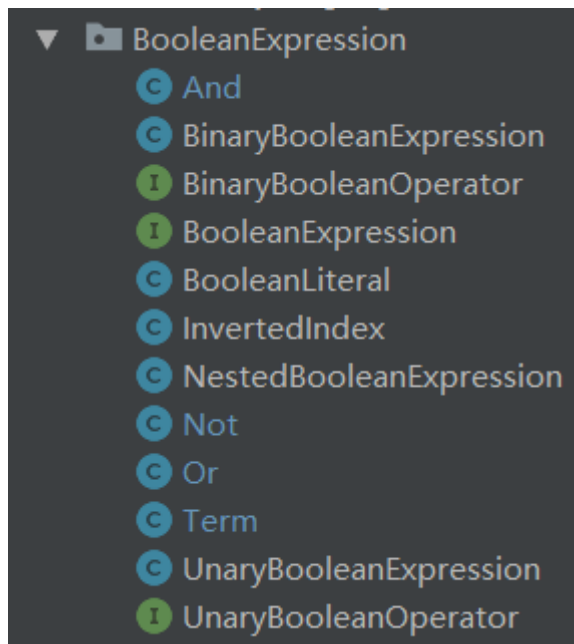 BooleanExpression
C And
C BinaryBooleanExpression
I BinaryBooleanOperator
I BooleanExpression
C BooleanLiteral
C InvertedIndex
C NestedBooleanExpression
C Not
C Or
C Term
C UnaryBooleanExpression
I UnaryBooleanOperator